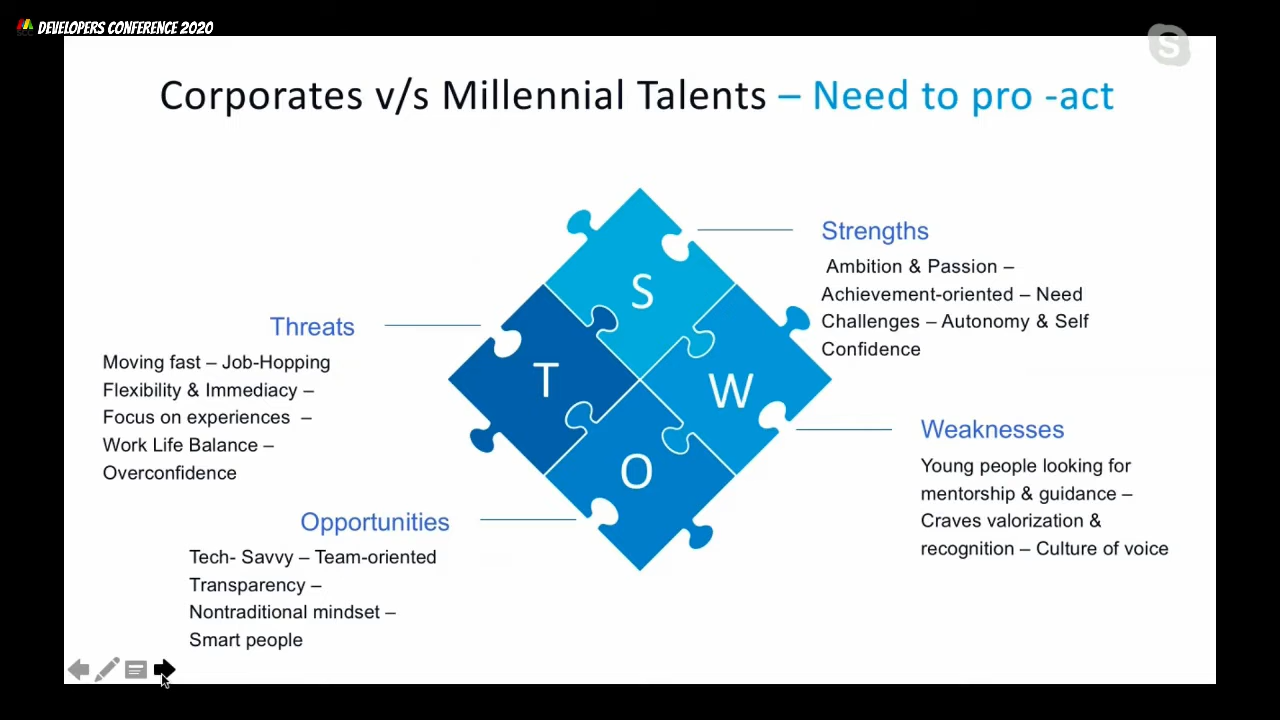 DEVELOPERS CONFERENCE 2020
S
Corporates v/s Millennial Talents – Need to pro -act
Strengths
Ambition & Passion –
Achievement-oriented – Need
Challenges – Autonomy & Self
Confidence
S
Threats
Moving fast – Job-Hopping
Flexibility & Immediacy –
Focus on experiences –
Work Life Balance –
Overconfidence
T
W
Weaknesses
Young people looking for
mentorship & guidance –
Craves valorization &
recognition – Culture of voice
O
Opportunities
Tech- Savvy – Team-oriented
Transparency –
Nontraditional mindset –
Smart people